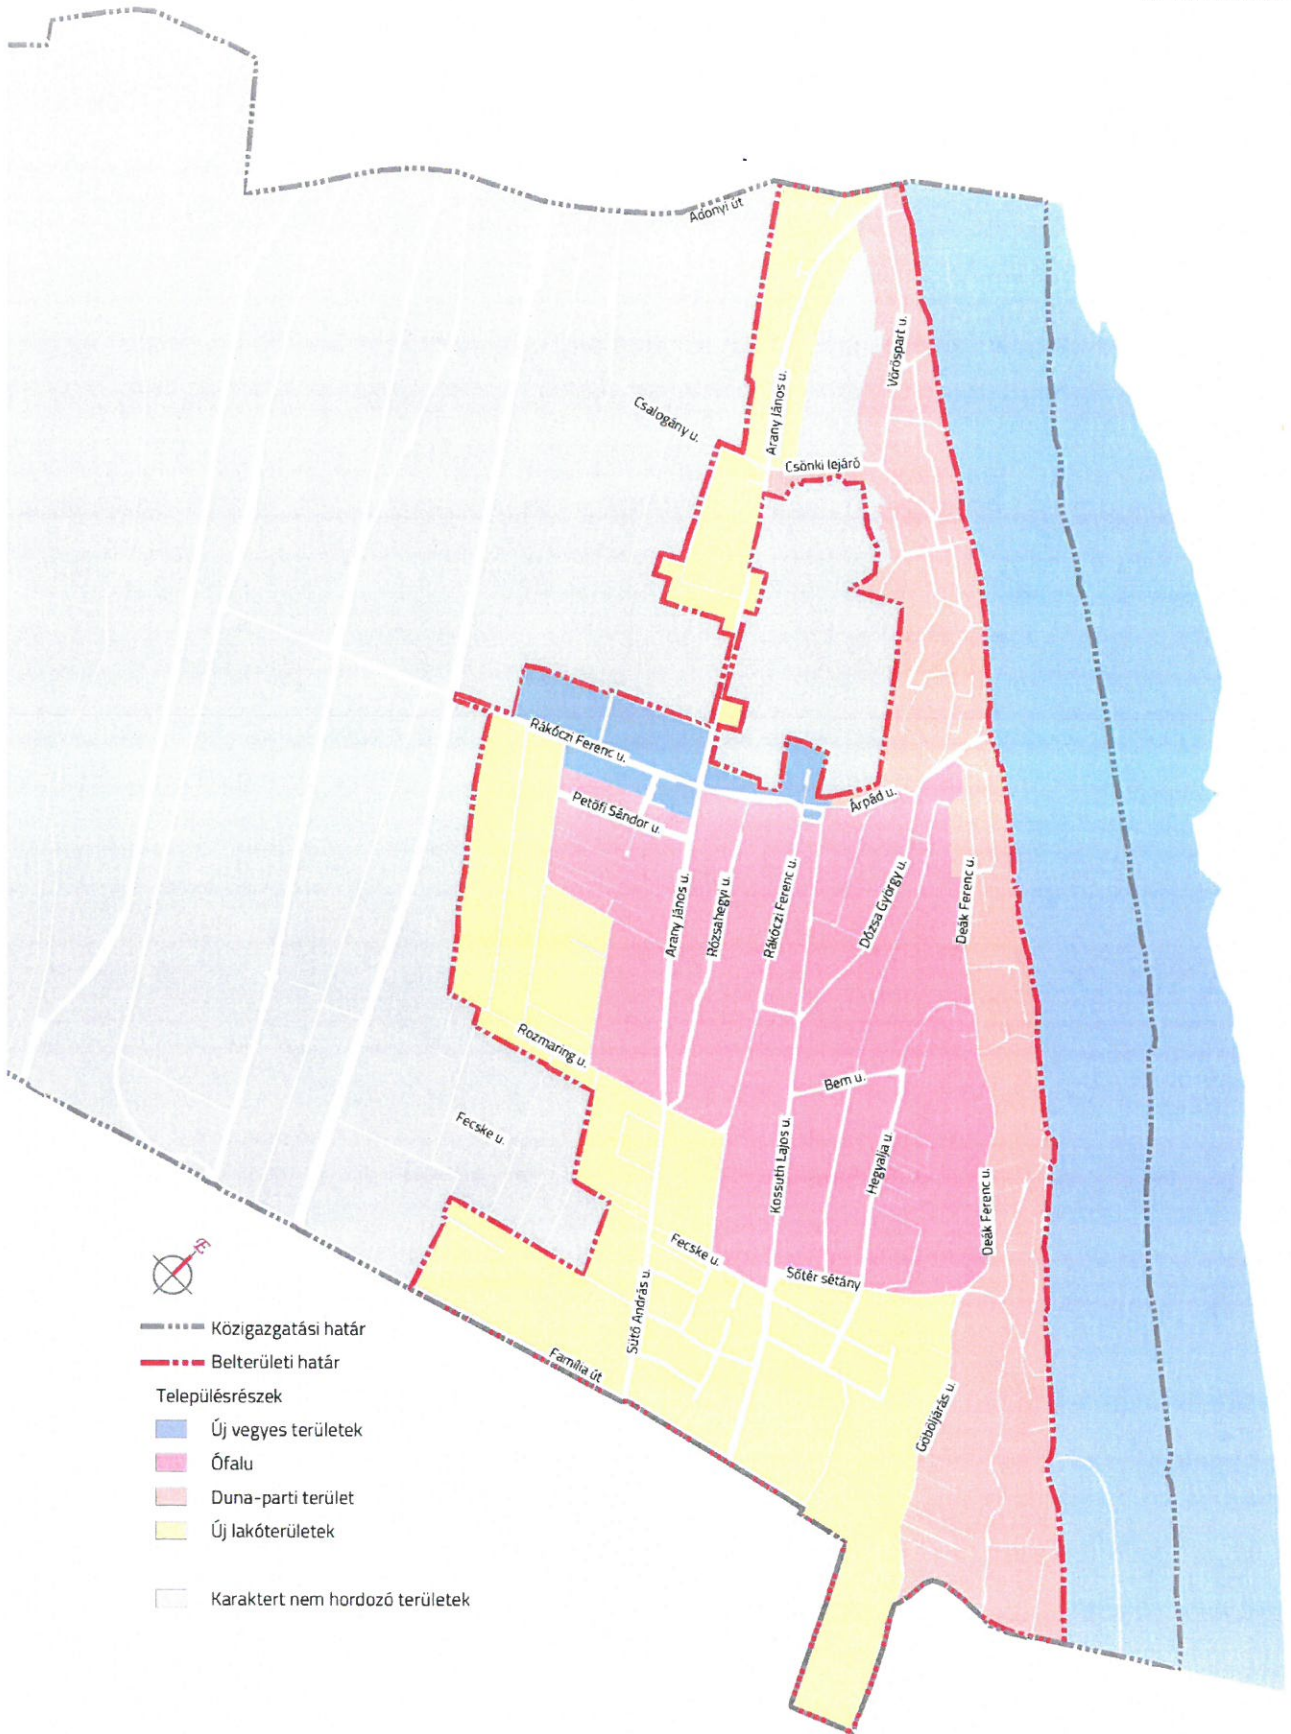 Adonyi út
Vöröspart u.
Arany János u.
Csalogány u.
Csönki lejáró
Rákóczi Ferenc u.
Petőfi Sándor u.
Árpád u.
Arany János u.
Rózsahegyi u.
Rákóczi Ferenc u.
Dózsa György u.
Deák Ferenc u.
Rozmaring u.
Bem u.
Fecske u.
Kossuth Lajos u.
Hegyalja u.
Deák Ferenc u.
Fecske u.
Sőtér sétány
Sütő András u.
Família út
Göböljárás u.
É
Közigazgatási határ
Belterületi határ
Településrészek
Új vegyes területek
Ófalu
Duna-parti terület
Új lakóterületek
Karaktert nem hordozó területek